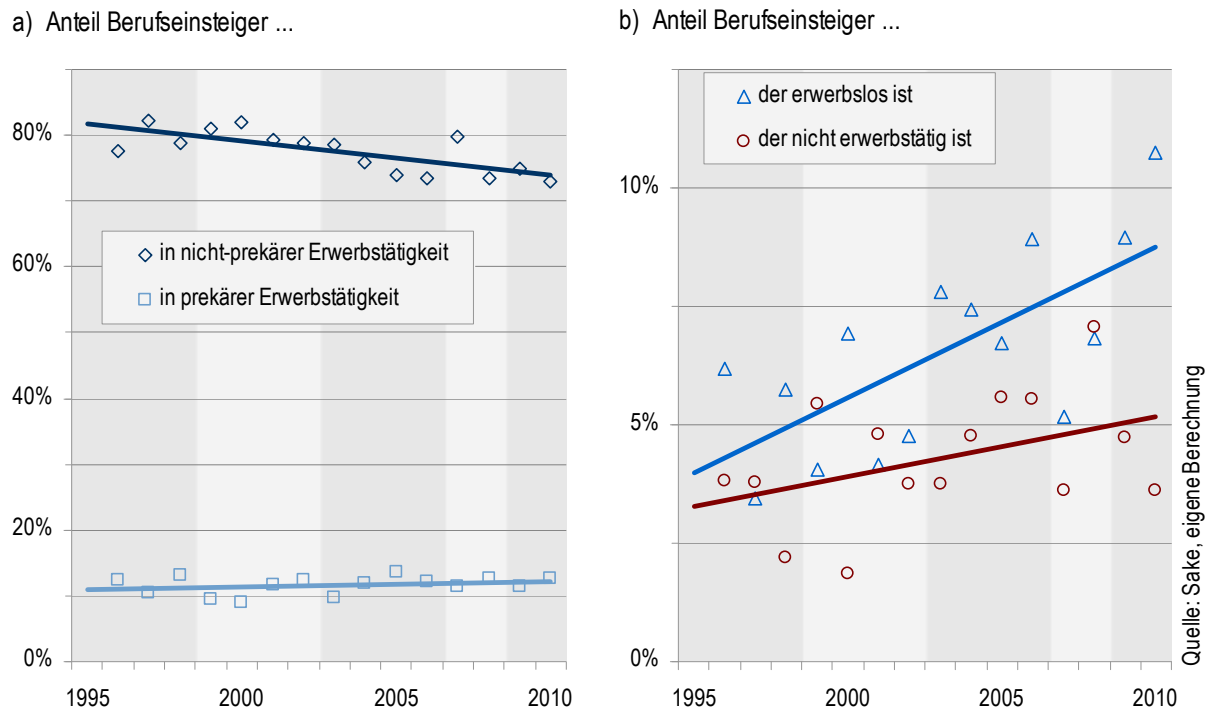 a) Anteil Berufseinsteiger ...
80%
60%
40%
20%
0%
1995 2000 2005 2010
in nicht-prekärer Erwerbstätigkeit
in prekärer Erwerbstätigkeit
b) Anteil Berufseinsteiger ...
der erwerbslos ist
der nicht erwerbstätig ist
10%
5%
0%
1995 2000 2005 2010
Quelle: Sake, eigene Berechnung